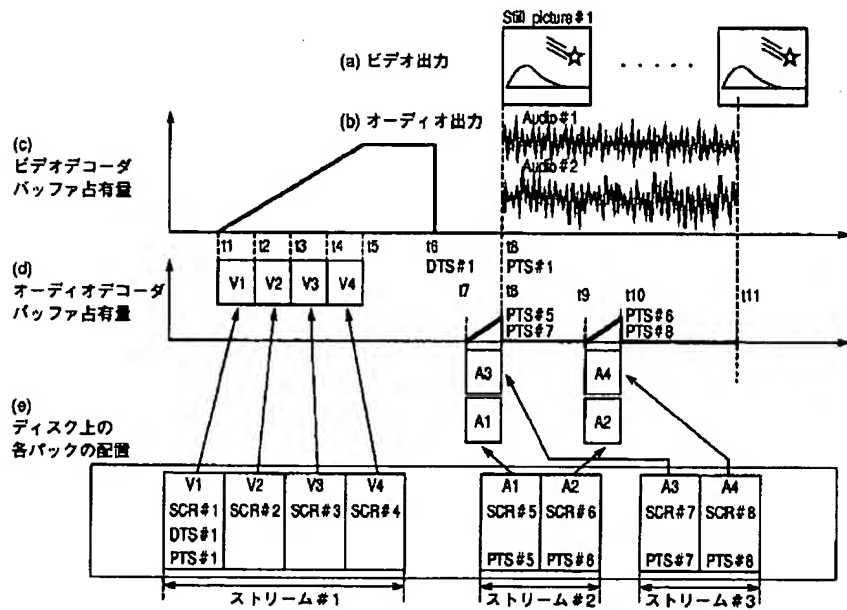 Still picture#1
(a) ビデオ出力
(b) オーディオ出力
Audio#1
Audio#2
(c)
ビデオデコーダ
バッファ占有量
t1 t2 t3 t4 t5 t6 t8
DTS#1 PTS#1
V1 V2 V3 V4
(d)
オーディオデコーダ
バッファ占有量
t7 t8 t9 t10 t11
PTS#5 PTS#6
PTS#7 PTS#8
A3 A4
A1 A2
(e)
ディスク上の
各パックの配置
V1 V2 V3 V4 A1 A2 A3 A4
SCR#1 SCR#2 SCR#3 SCR#4 SCR#5 SCR#6 SCR#7 SCR#8
DTS#1
PTS#1 PTS#5 PTS#6 PTS#7 PTS#8
ストリーム#1 ストリーム#2 ストリーム#3